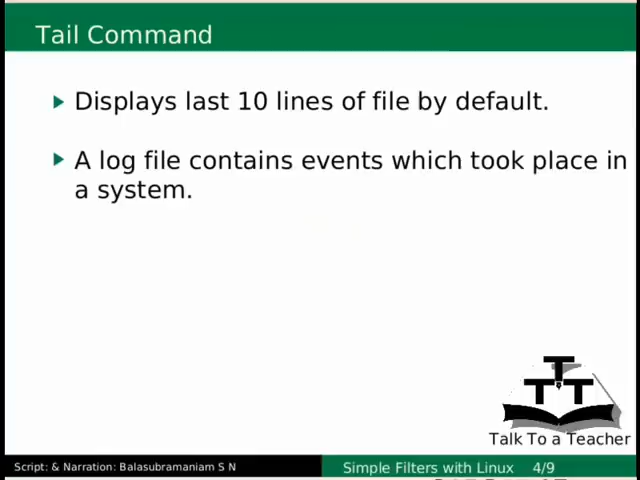 Tail Command
Displays last 10 lines of file by default.
A log file contains events which took place in
a system.
T
T T
Talk To a Teacher
Script: & Narration: Balasubramaniam S N
Simple Filters with Linux 4/9